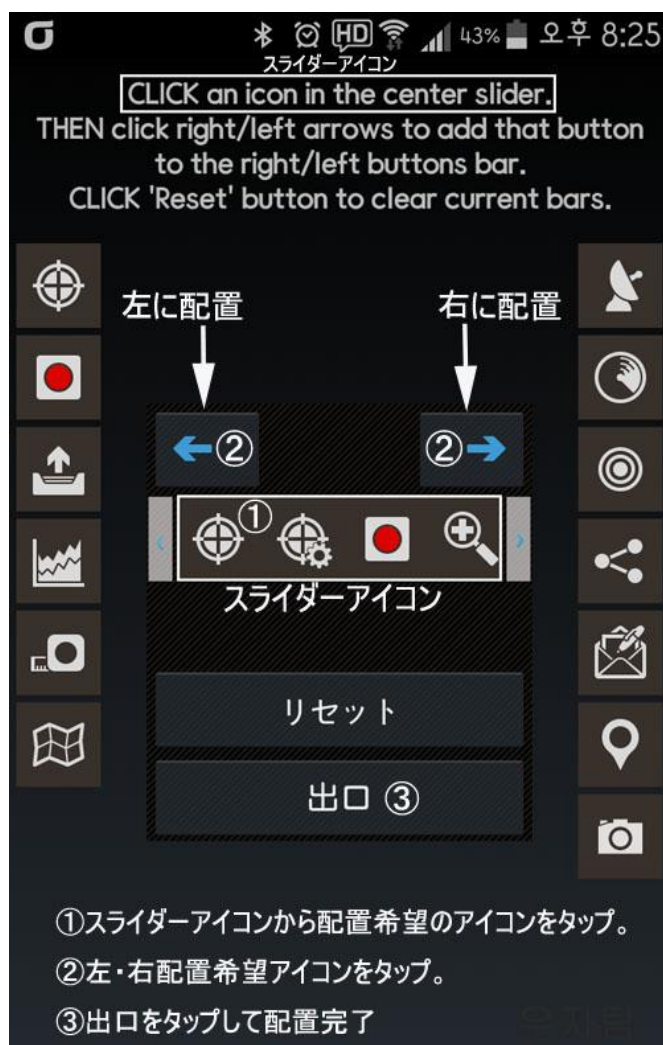 HD 43% 오후 8:25
スライダーアイコン
CLICK an icon in the center slider.
THEN click right/left arrows to add that button
to the right/left buttons bar.
CLICK 'Reset' button to clear current bars.
左に配置 右に配置
② ②
①
スライダーアイコン
リセット
出口 ③
①スライダーアイコンから配置希望のアイコンをタップ。
②左・右配置希望アイコンをタップ。
③出口をタップして配置完了